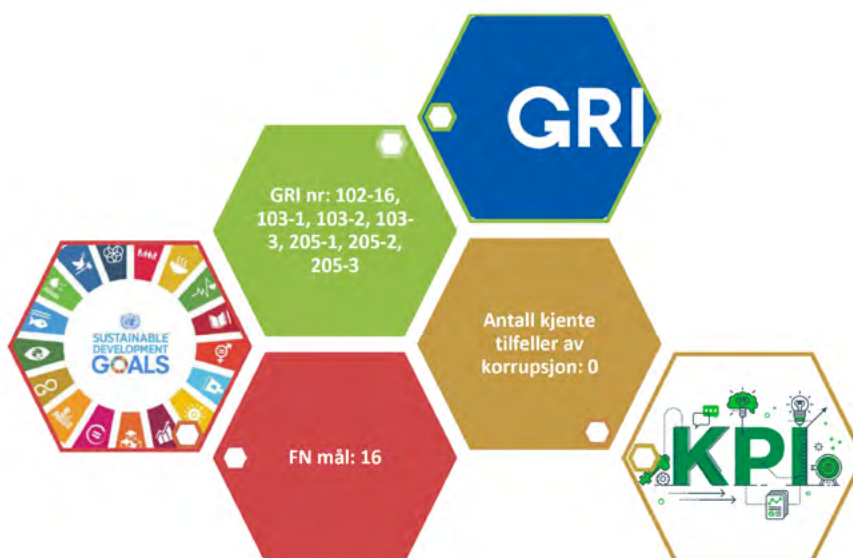 GRI
GRI nr: 102-16,
103-1, 103-2, 103-
3, 205-1, 205-2,
205-3
SUSTAINABLE
DEVELOPMENT
GOALS
Antall kjente
tilfeller av
korrupsjon: 0
FN mål: 16
KPI